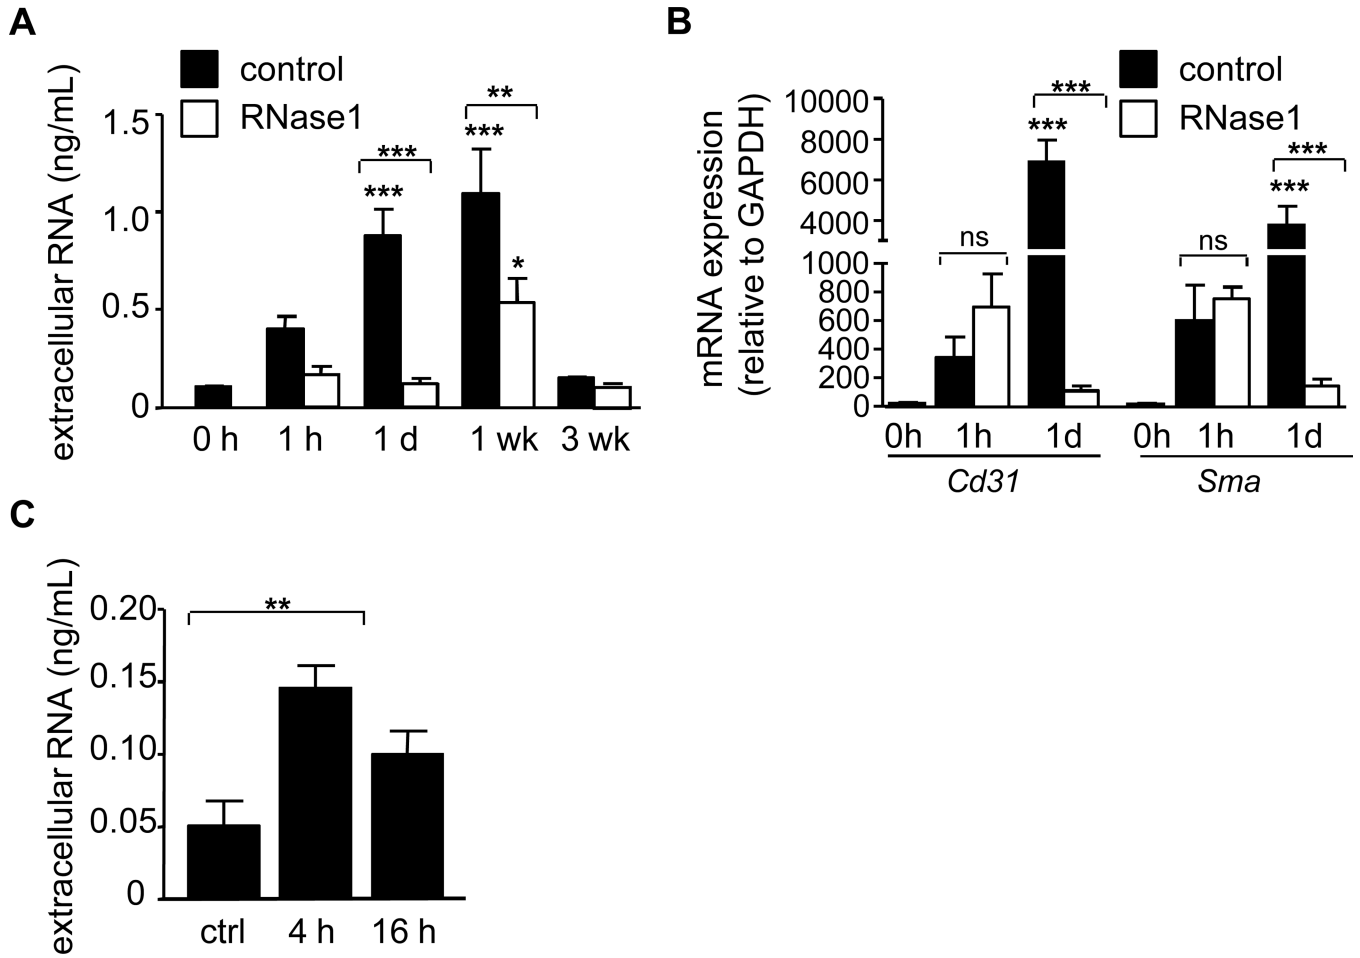 A
control
RNase1
extracellular RNA (ng/mL)
1.5
1.0
0.5
0
***
***
**
***
*
0 h 1 h 1 d 1 wk 3 wk
B
control
RNase1
mRNA expression
(relative to GAPDH)
10000
8000
6000
4000
1000
800
600
400
200
0
ns
***
***
ns
***
***
0h 1h 1d 0h 1h 1d
Cd31 Sma
C
extracellular RNA (ng/mL)
0.20
0.15
0.10
0.05
0
**
ctrl 4 h 16 h